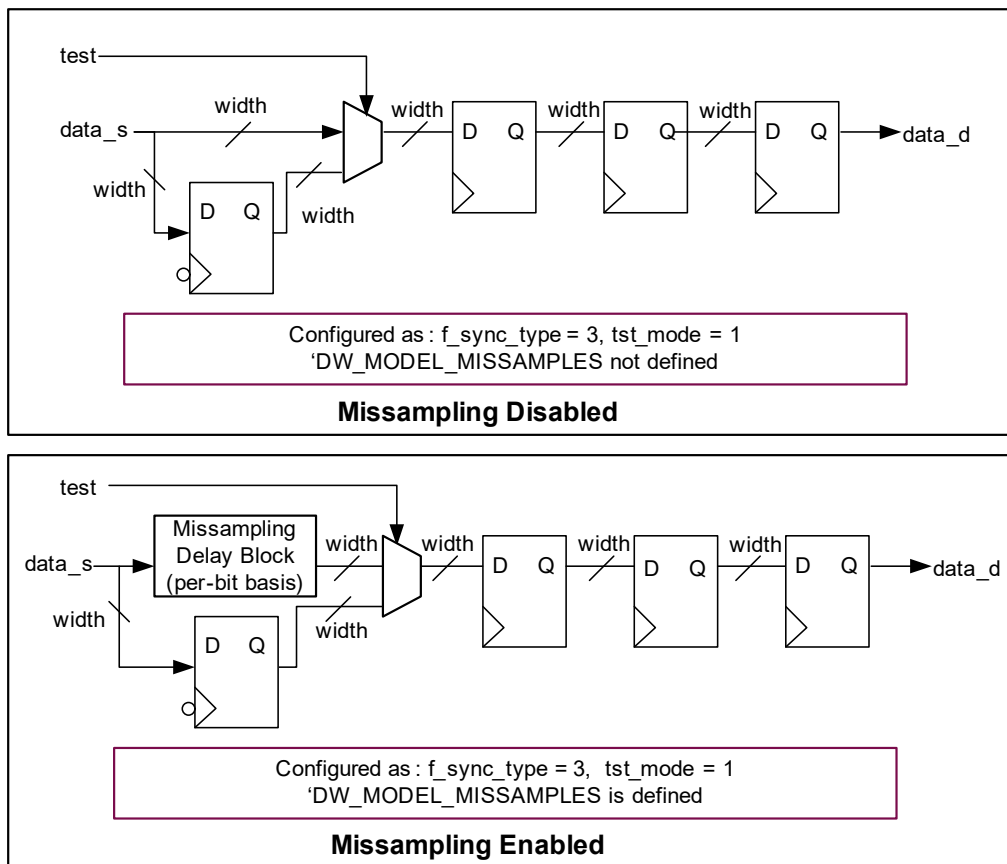 test
width
width
width
width
data_s
D Q
D Q
D Q
data_d
width
width
D Q
Configured as : f_sync_type = 3, tst_mode = 1
‘DW_MODEL_MISSAMPLES not defined
Missampling Disabled
test
Missampling
Delay Block
(per-bit basis)
width
width
width
width
data_s
D Q
D Q
D Q
data_d
width
width
D Q
Configured as : f_sync_type = 3, tst_mode = 1
‘DW_MODEL_MISSAMPLES is defined
Missampling Enabled